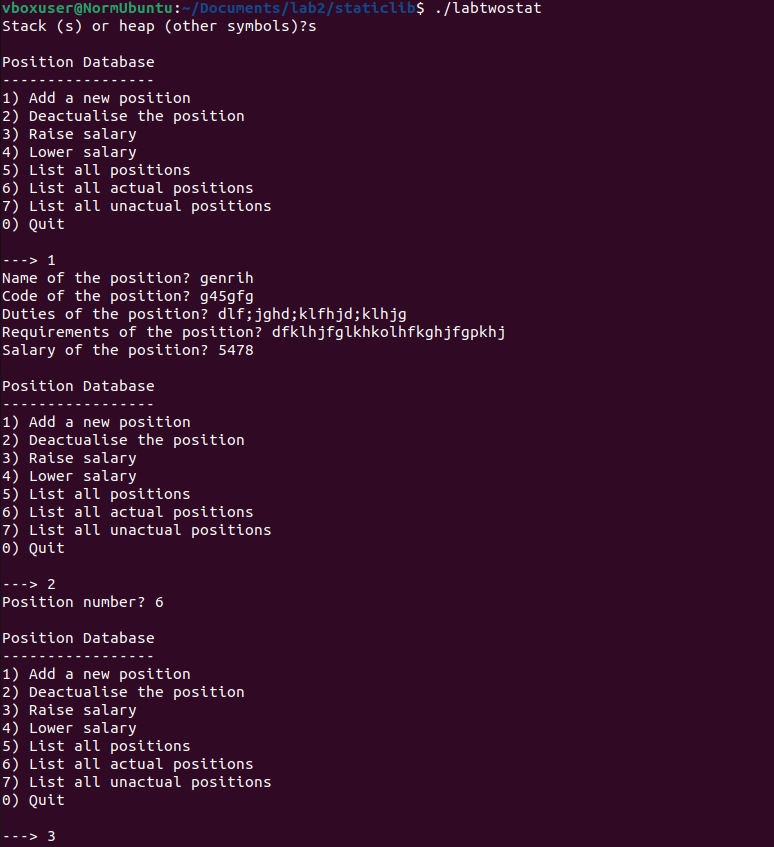 vboxuser@NormUbuntu:~/Documents/lab2/staticlib$ ./labtwostat
Stack (s) or heap (other symbols)?s
Position Database
-----------------
1) Add a new position
2) Deactualise the position
3) Raise salary
4) Lower salary
5) List all positions
6) List all actual positions
7) List all unactual positions
0) Quit
---> 1
Name of the position? genrih
Code of the position? g45gfg
Duties of the position? dlf;jghd;klfhjd;klhjg
Requirements of the position? dfklhjfglkhkolhfkghjfgpkhj
Salary of the position? 5478
Position Database
-----------------
1) Add a new position
2) Deactualise the position
3) Raise salary
4) Lower salary
5) List all positions
6) List all actual positions
7) List all unactual positions
0) Quit
---> 2
Position number? 6
Position Database
-----------------
1) Add a new position
2) Deactualise the position
3) Raise salary
4) Lower salary
5) List all positions
6) List all actual positions
7) List all unactual positions
0) Quit
---> 3